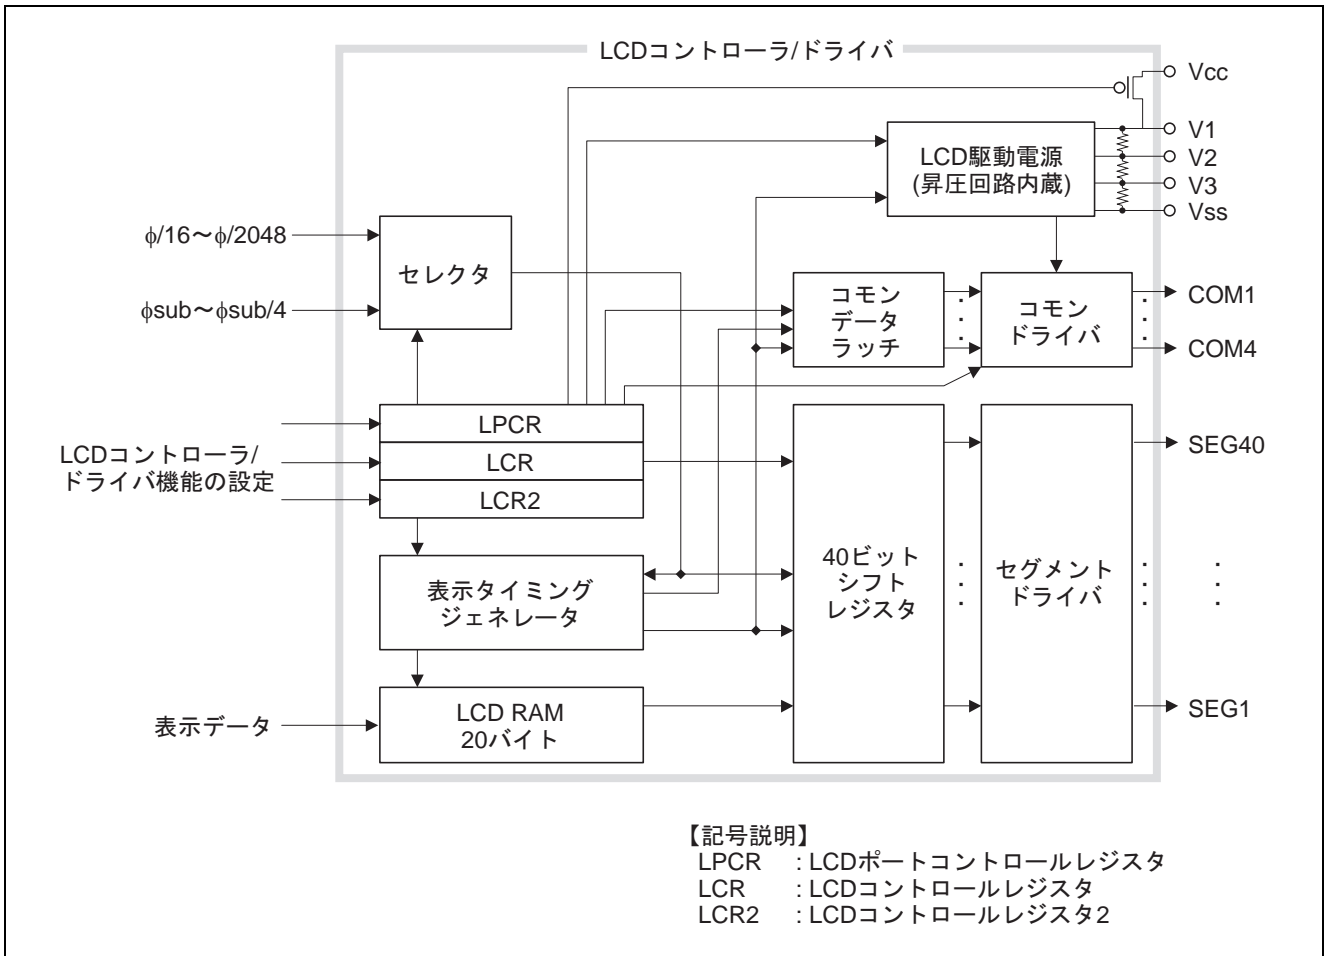 LCDコントローラ/ドライバ
Vcc
V1
LCD駆動電源
(昇圧回路内蔵)
V2
V3
Vss
φ/16～φ/2048
セレクタ
φsub～φsub/4
コモン
データ
ラッチ
コモン
ドライバ
COM1
COM4
LPCR
LCDコントローラ/
ドライバ機能の設定
LCR
LCR2
SEG40
表示タイミング
ジェネレータ
40ビット
シフト
レジスタ
セグメント
ドライバ
表示データ
LCD RAM
20バイト
SEG1
【記号説明】
LPCR : LCDポートコントロールレジスタ
LCR : LCDコントロールレジスタ
LCR2 : LCDコントロールレジスタ2